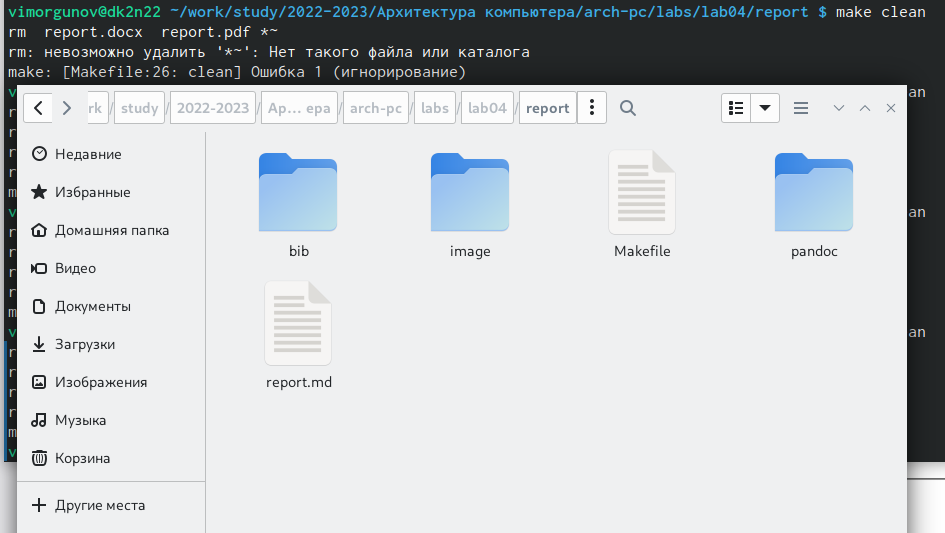 vimorgunov@dk2n22 ~/work/study/2022-2023/Архитектура компьютера/arch-pc/labs/lab04/report $ make clean
rm  report.docx  report.pdf *~
rm: невозможно удалить '*~': Нет такого файла или каталога
make: [Makefile:26: clean] Ошибка 1 (игнорирование)
rk / study / 2022-2023 / Ар… ера / arch-pc / labs / lab04 / report
Недавние
Избранные
Домашняя папка
Видео
Документы
Загрузки
Изображения
Музыка
Корзина
Другие места
bib image Makefile pandoc
report.md
an
an
an